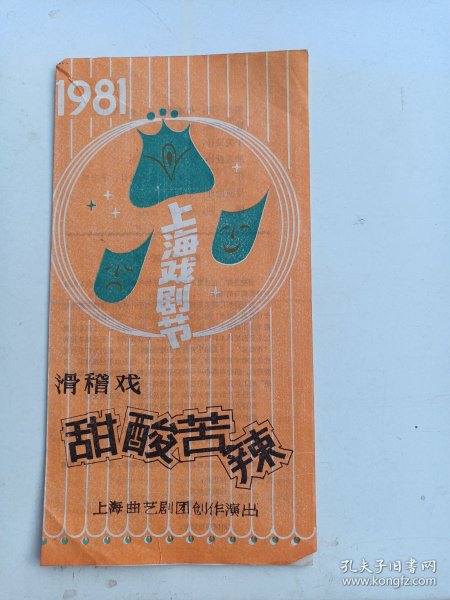 1981
上海戏剧节
滑稽戏
甜酸苦辣
上海曲艺剧团创作演出
孔夫子旧书网
www.kongfz.com